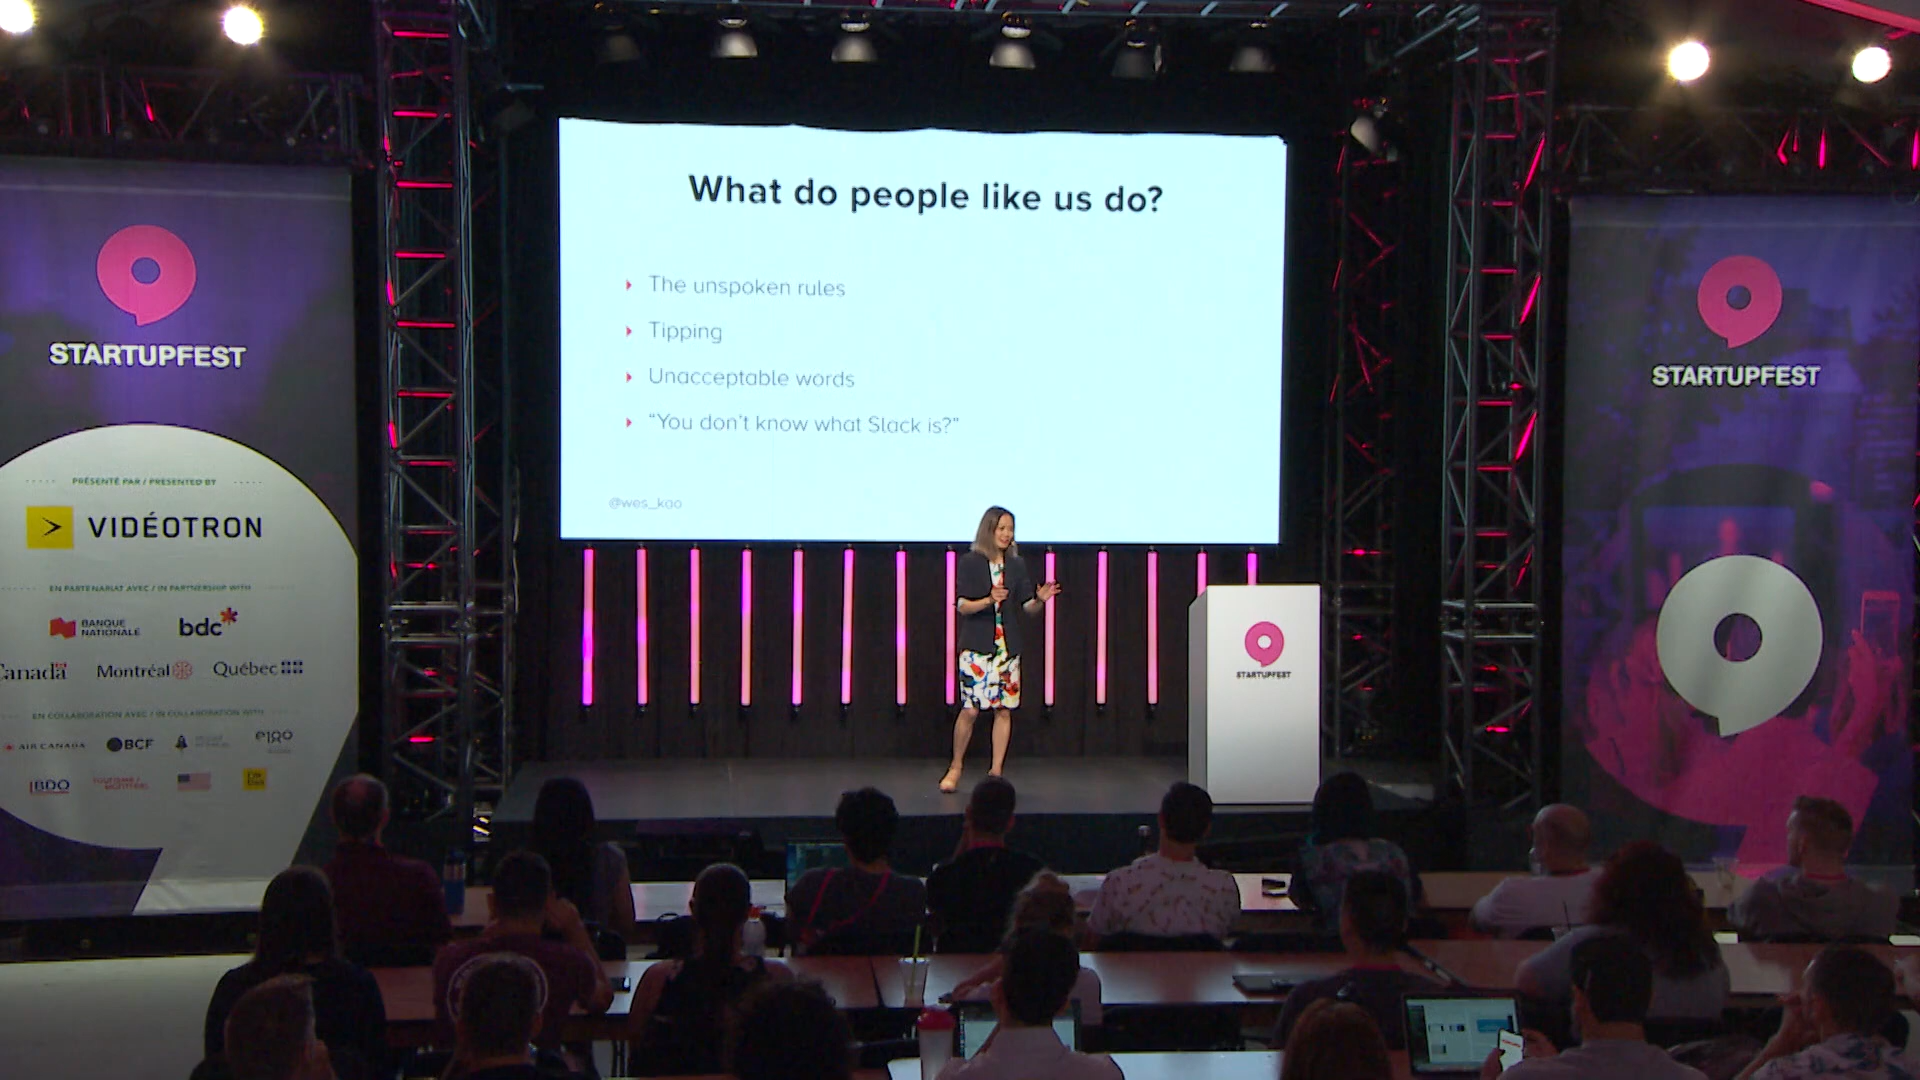 What do people like us do?
The unspoken rules
Tipping
Unacceptable words
“You don’t know what Slack is?”
@wes_kao
STARTUPFEST
PRÉSENTÉ PAR / PRESENTED BY
VIDÉOTRON
EN PARTENARIAT AVEC / IN PARTNERSHIP WITH
BANQUE
NATIONALE
bdc
Canada
Montréal
Québec
EN COLLABORATION AVEC / IN COLLABORATION WITH
AIR CANADA
BCF
BDO
TOURISME /
MONTRÉAL
STARTUPFEST
STARTUPFEST